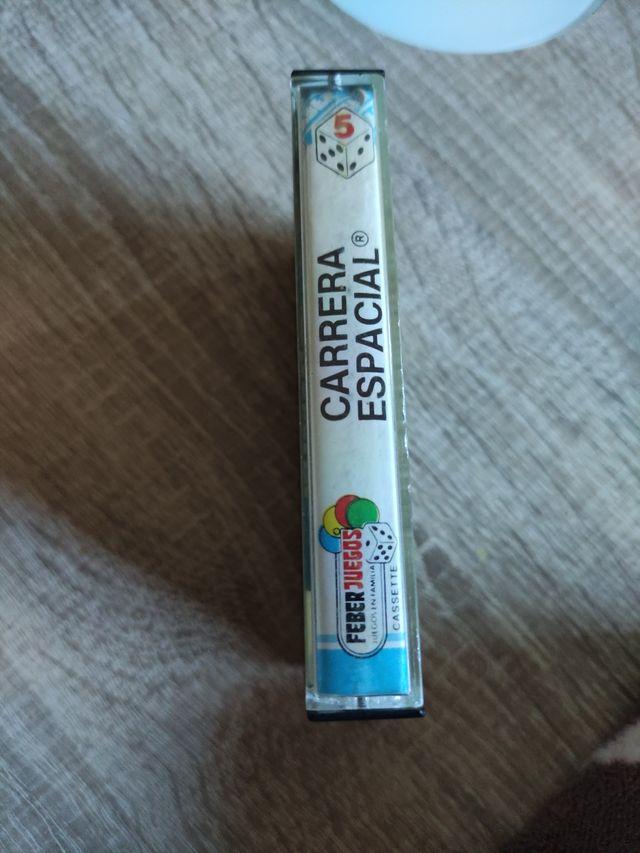 5
CARRERA
ESPACIAL®
FEBER JUEGOS
JUEGOS EN FAMILIA
CASSETTE